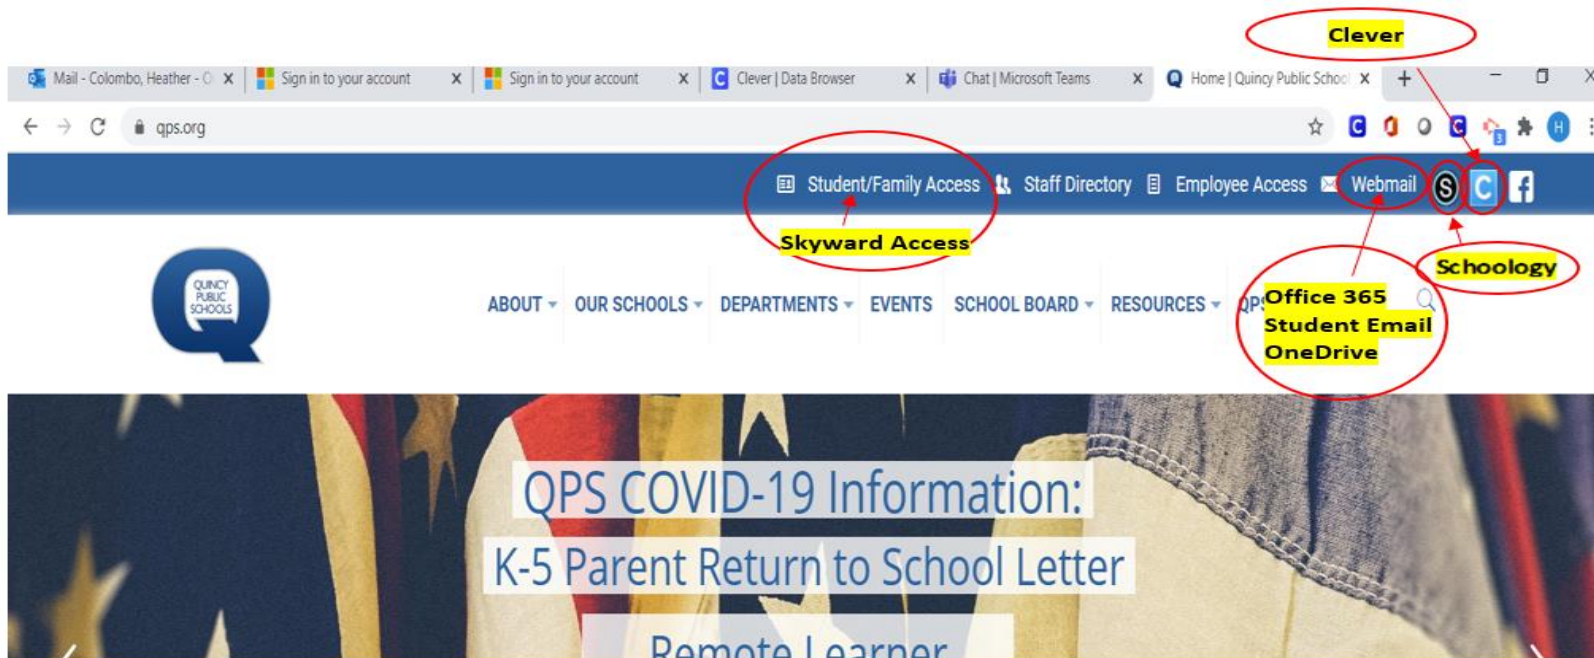 Clever
Mail - Colombo, Heather - O
Sign in to your account
Sign in to your account
Clever | Data Browser
Chat | Microsoft Teams
Home | Quincy Public School
qps.org
Student/Family Access
Staff Directory
Employee Access
Webmail
S
C
f
Skyward Access
Schoology
QUINCY
PUBLIC
SCHOOLS
ABOUT
OUR SCHOOLS
DEPARTMENTS
EVENTS
SCHOOL BOARD
RESOURCES
Office 365
Student Email
OneDrive
QPS COVID-19 Information:
K-5 Parent Return to School Letter
Remote Learner